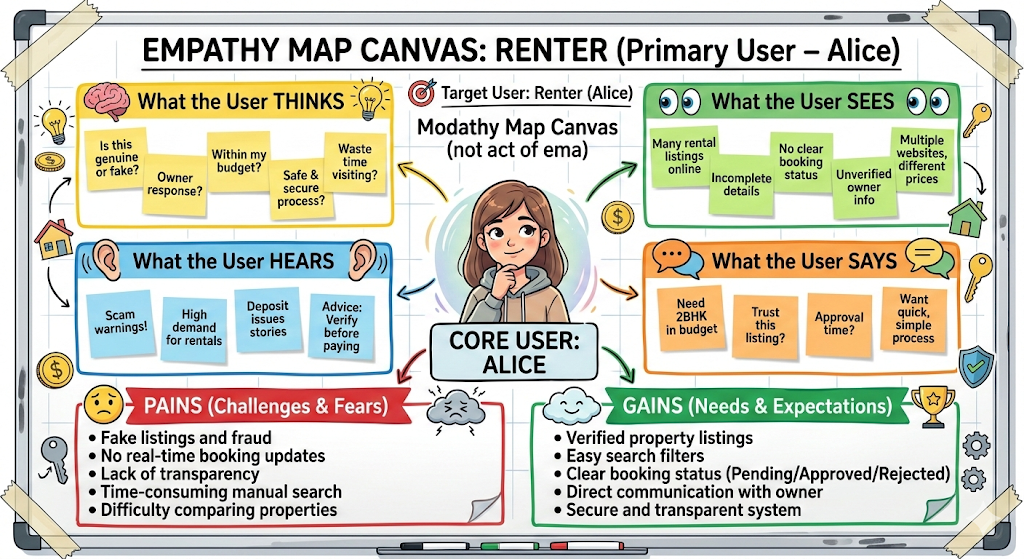 EMPATHY MAP CANVAS: RENTER (Primary User – Alice)
What the User THINKS
Is this
genuine
or fake?
Owner
response?
Within my
budget?
Safe &
secure
process?
Waste
time
visiting?
Target User: Renter (Alice)
Modathy Map Canvas
(not act of ema)
What the User SEES
Many rental
listings
online
Incomplete
details
No clear
booking
status
Unverified
owner
info
Multiple
websites,
different
prices
What the User HEARS
Scam
warnings!
High
demand
for rentals
Deposit
issues
stories
Advice:
Verify
before
paying
CORE USER:
ALICE
What the User SAYS
Need
2BHK
in budget
Trust
this
listing?
Approval
time?
Want
quick,
simple
process
PAINS (Challenges & Fears)
• Fake listings and fraud
• No real-time booking updates
• Lack of transparency
• Time-consuming manual search
• Difficulty comparing properties
GAINS (Needs & Expectations)
• Verified property listings
• Easy search filters
• Clear booking status (Pending/Approved/Rejected)
• Direct communication with owner
• Secure and transparent system